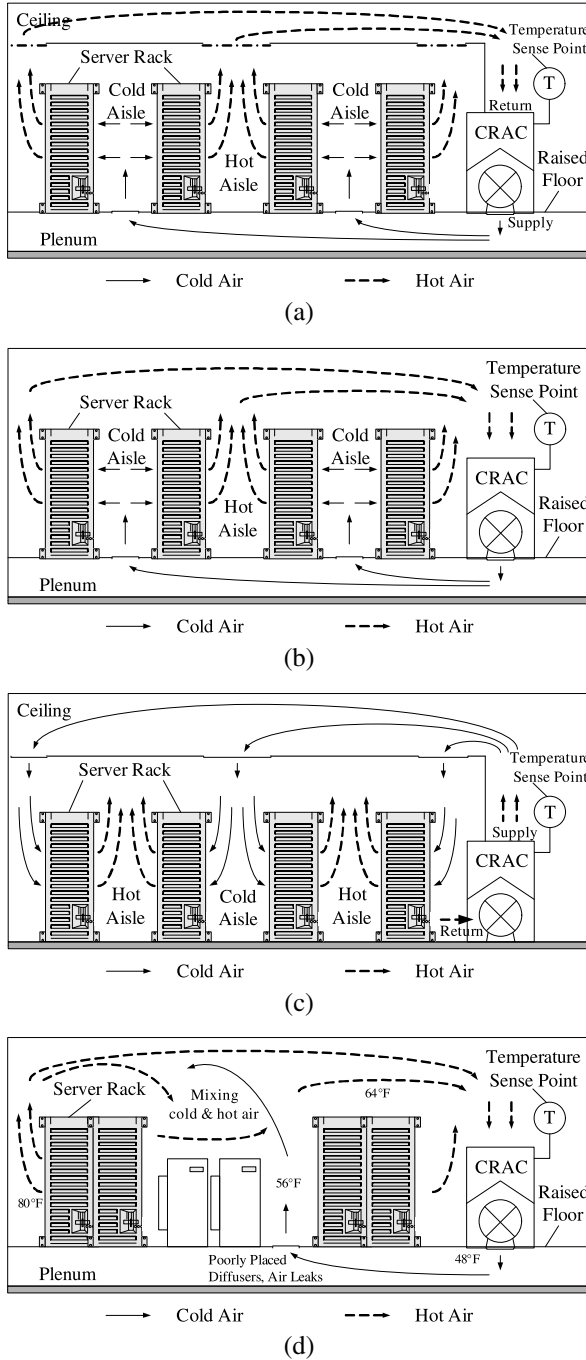 Ceiling
Temperature
Sense Point
Server Rack
T
Cold
Aisle
Return
CRAC
Hot
Aisle
Raised
Floor
Plenum
Supply
Cold Air
Hot Air
(a)
Temperature
Sense Point
Server Rack
T
Cold
Aisle
Cold
Aisle
CRAC
Hot
Aisle
Raised
Floor
Plenum
Cold Air
Hot Air
(b)
Ceiling
Temperature
Sense Point
Server Rack
T
Supply
CRAC
Hot
Aisle
Cold
Aisle
Hot
Aisle
Return
Cold Air
Hot Air
(c)
Temperature
Sense Point
Server Rack
Mixing
cold & hot air
64°F
T
CRAC
80°F
56°F
Raised
Floor
Poorly Placed
Diffusers, Air Leaks
48°F
Plenum
Cold Air
Hot Air
(d)
Cold
Aisle